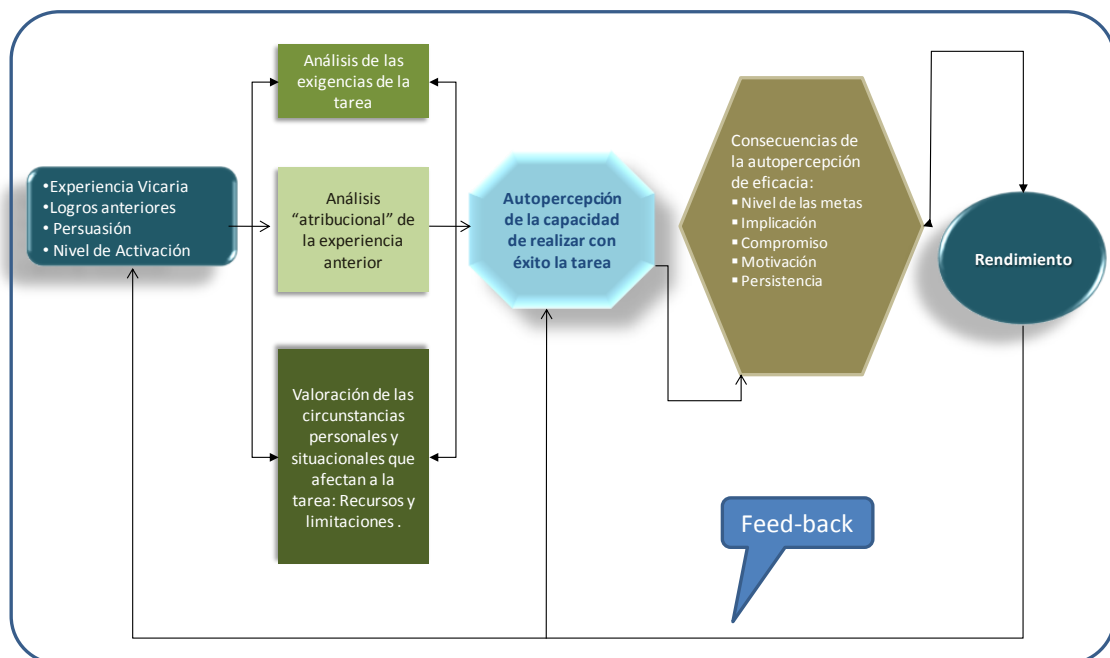 •Experiencia Vicaria
•Logros anteriores
• Persuasión
• Nivel de Activación
Análisis de las
exigencias de la
tarea
Análisis
“atribucional” de
la experiencia
anterior
Valoración de las
circunstancias
personales y
situacionales que
afectan a la
tarea: Recursos y
limitaciones .
Autopercepción
de la capacidad
de realizar con
éxito la tarea
Consecuencias de
la autopercepción
de eficacia:
▪ Nivel de las metas
▪ Implicación
▪ Compromiso
▪ Motivación
▪ Persistencia
Rendimiento
Feed-back